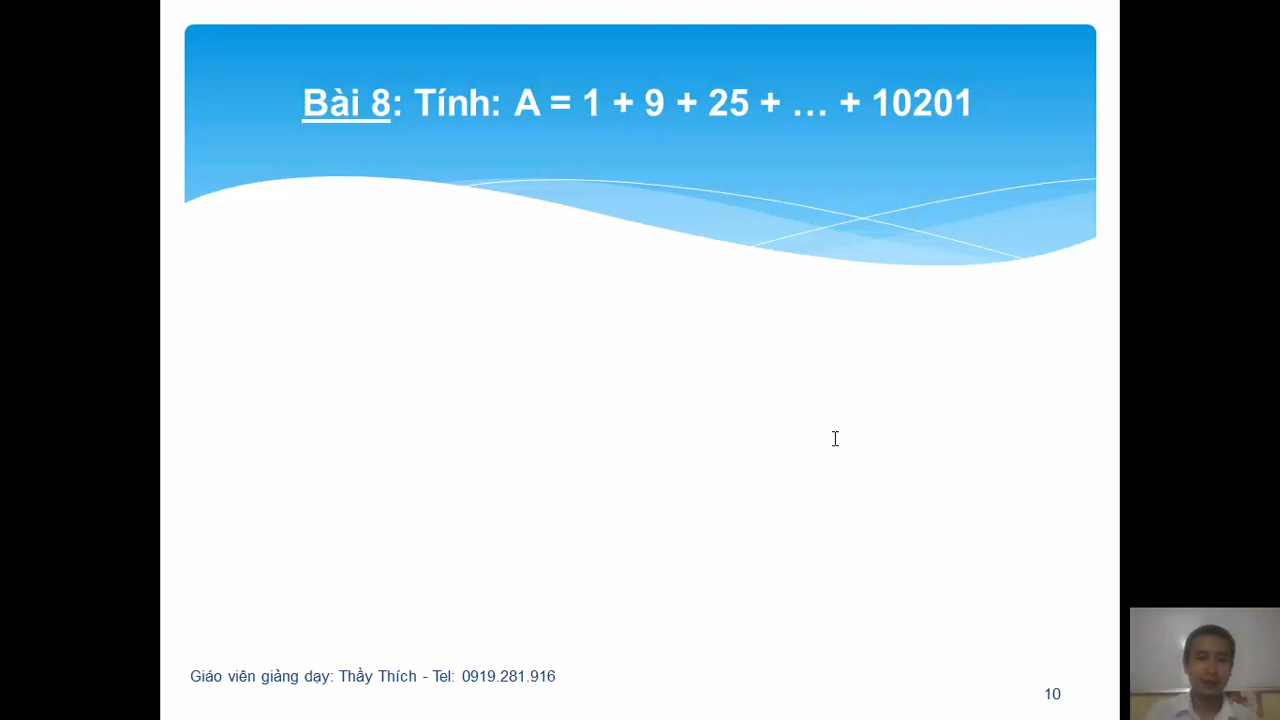 Bài 8: Tính: A = 1 + 9 + 25 + … + 10201
Giáo viên giảng dạy: Thầy Thích - Tel: 0919.281.916
10